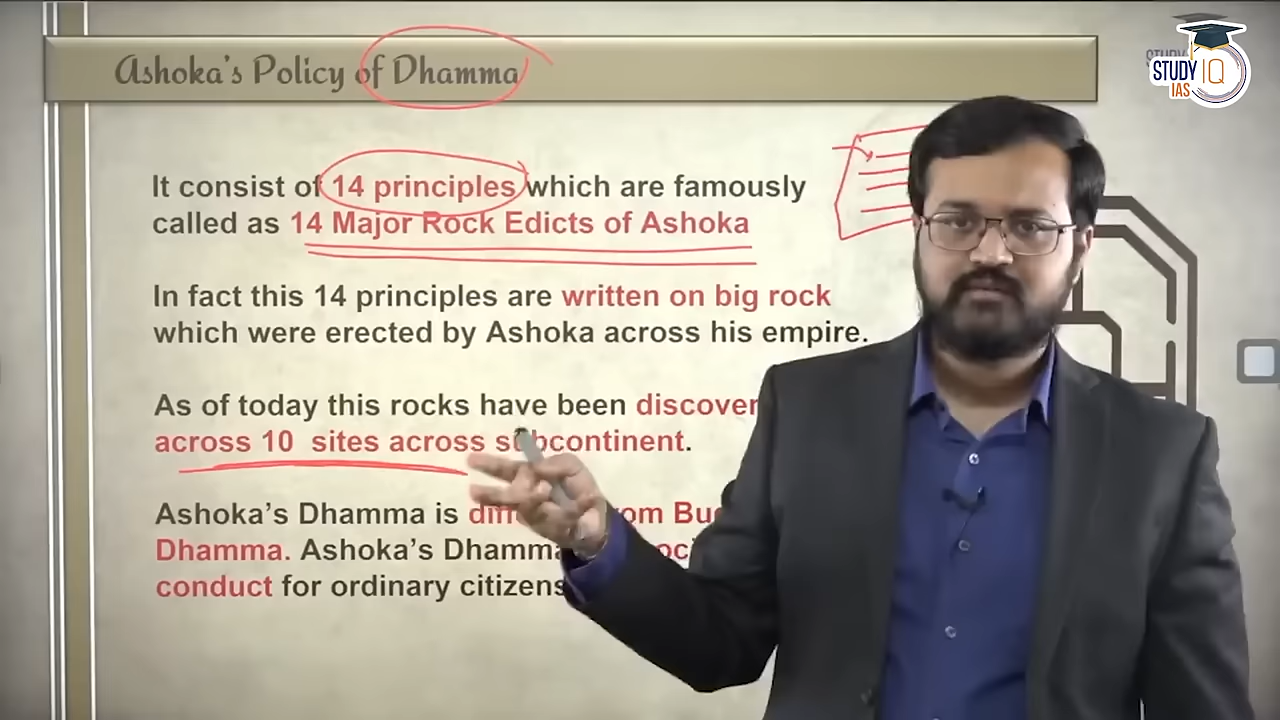 Ashoka's Policy of Dhamma
STUDY IQ
IAS
It consist of 14 principles which are famously
called as 14 Major Rock Edicts of Ashoka
In fact this 14 principles are written on big rock
which were erected by Ashoka across his empire.
As of today this rocks have been
across 10 sites across subcontinent.
Ashoka's Dhamma is
Dhamma. Ashoka's Dhamma
conduct for ordinary citizens